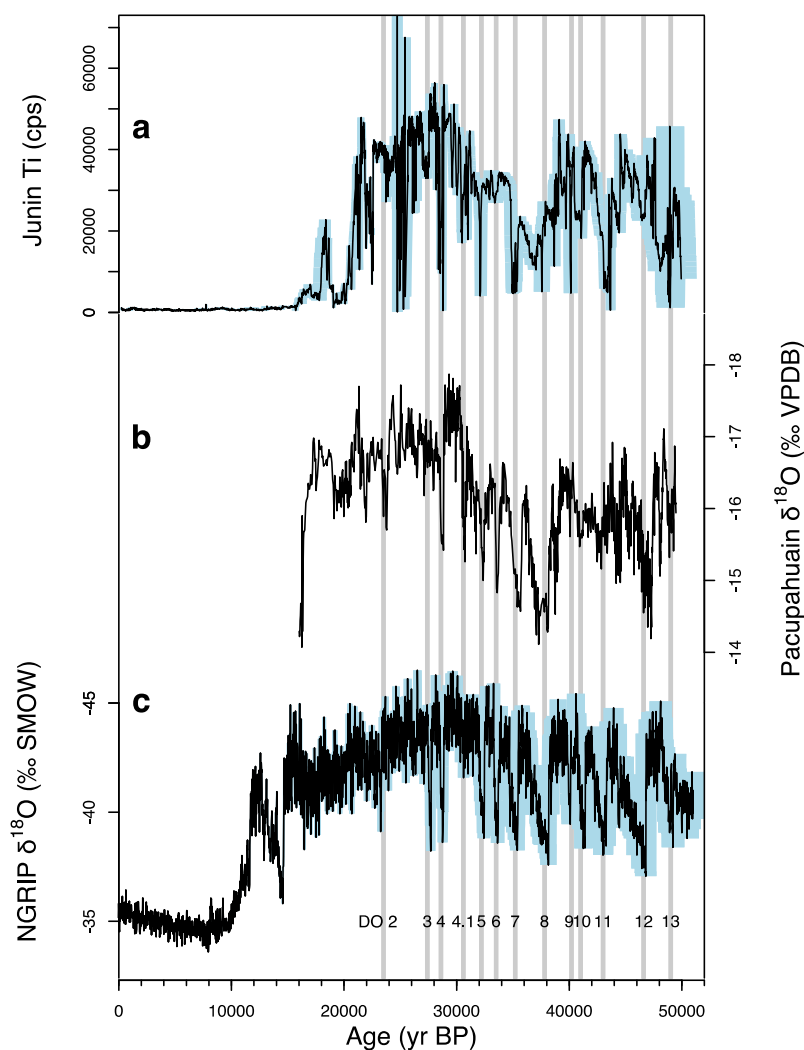 a
Junin Ti (cps)
60000
40000
20000
0
b
Pacupahuain δ18O (‰ VPDB)
-18
-17
-16
-15
-14
c
NGRIP δ18O (‰ SMOW)
-45
-40
-35
DO 2 3 4 4.1 5 6 7 8 9 10 11 12 13
0 10000 20000 30000 40000 50000
Age (yr BP)